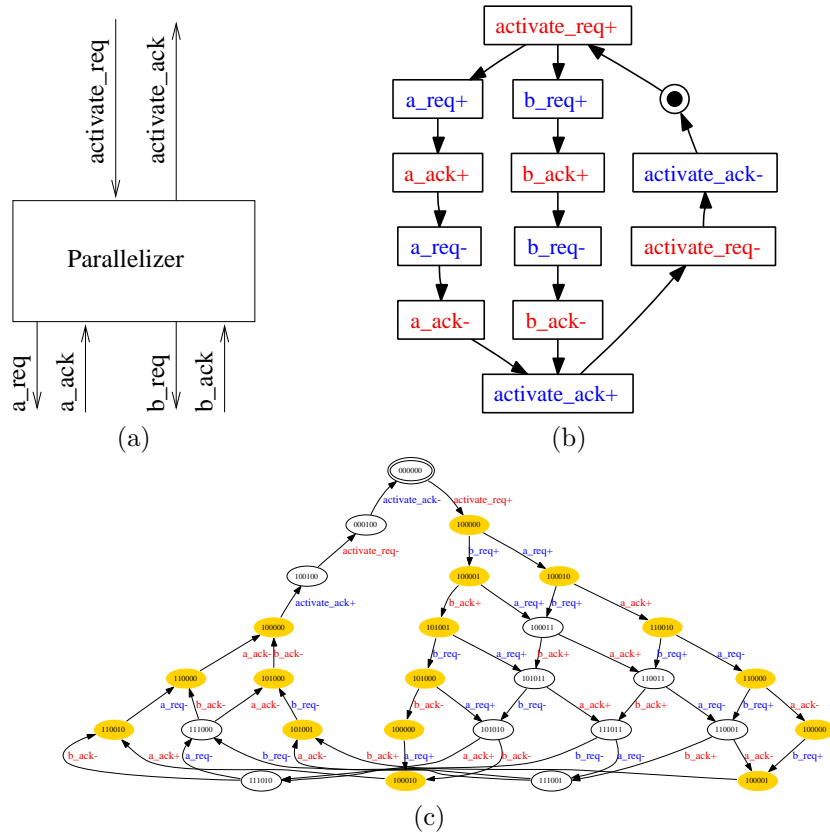 activate_req
activate_ack
Parallelizer
a_req
a_ack
b_req
b_ack
(a)
activate_req+
a_req+
b_req+
a_ack+
b_ack+
activate_ack-
a_req-
b_req-
activate_req-
a_ack-
b_ack-
activate_ack+
(b)
000000
activate_ack-
activate_req+
000100
100000
activate_req-
b_req+
a_req+
100100
100001
100010
activate_ack+
b_ack+
a_req+
b_req+
a_ack+
100000
101001
100011
110010
a_ack-
b_ack-
b_req-
a_req+
b_ack+
a_ack+
b_req+
a_req-
110000
101000
101000
101011
110011
110000
a_req-
b_ack-
a_ack-
b_req-
b_ack-
a_req+
b_req-
a_ack+
b_ack+
a_req-
b_req+
a_ack-
110010
111000
101001
100000
101010
111011
110001
100000
b_ack-
a_ack+
a_req-
b_req-
a_ack-
b_ack+
a_req+
a_ack+
b_ack-
b_req-
a_req-
b_ack+
a_ack-
b_req+
111010
100010
111001
100001
(c)